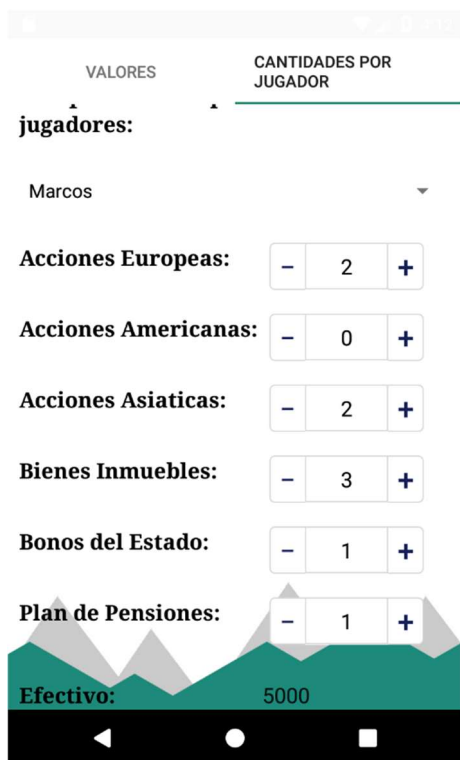 VALORES
CANTIDADES POR
JUGADOR
jugadores:
Marcos
Acciones Europeas:
− 2 +
Acciones Americanas:
− 0 +
Acciones Asiaticas:
− 2 +
Bienes Inmuebles:
− 3 +
Bonos del Estado:
− 1 +
Plan de Pensiones:
− 1 +
Efectivo: 5000